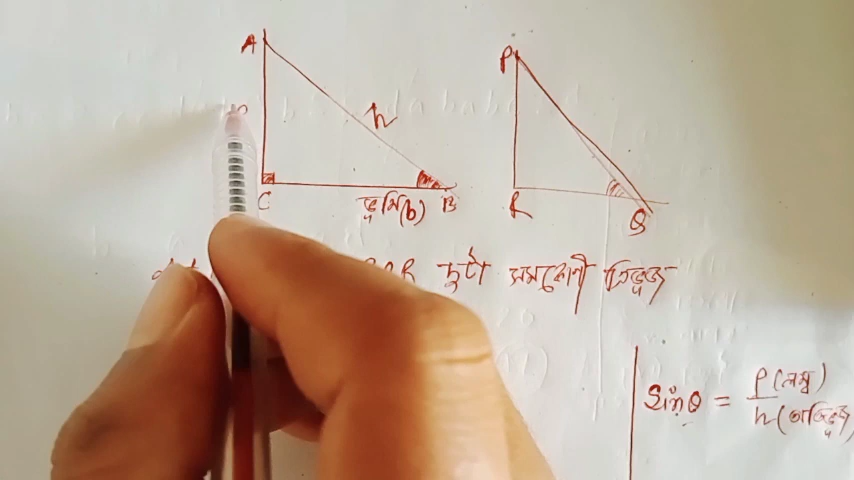 A
P
h
C
ভূমি(b)
B
R
Q
দুটা সমকোণী ত্রিভুজ
sinθ = p(লম্ব)
h(অতিভুজ